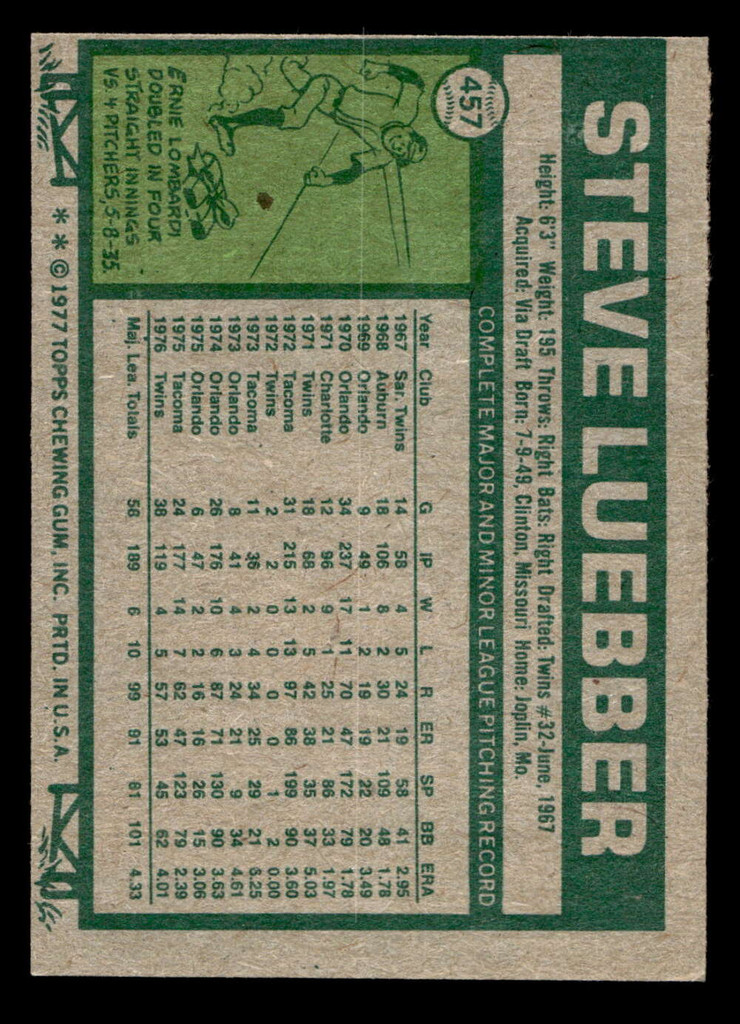 STEVE LUEBBER
Height: 6'3" Weight: 195 Throws: Right Bats: Right Drafted: Twins #32-June, 1967
Acquired: Via Draft Born: 7-9-49, Clinton, Missouri Home: Joplin, Mo.
457
COMPLETE MAJOR AND MINOR LEAGUE PITCHING RECORD
ERNIE LOMBARDI
DOUBLED IN FOUR
STRAIGHT INNINGS
VS. 4 PITCHERS, 5-8-35.
Year Club G IP W L R ER SP BB ERA
1967 Sar. Twins 14 58 4 5 24 19 58 41 2.95
1968 Auburn 18 106 8 2 30 21 109 48 1.78
1969 Orlando 9 49 1 2 19 19 22 20 3.49
1970 Orlando 34 237 17 11 70 47 172 79 1.78
1971 Charlotte 12 96 9 1 25 21 86 33 1.97
1971 Twins 18 68 2 5 42 38 35 37 5.03
1972 Tacoma 31 215 13 13 97 86 199 90 3.60
1972 Twins 2 2 0 0 0 0 1 2 0.00
1973 Tacoma 11 36 2 4 34 25 29 21 6.25
1973 Orlando 8 41 4 3 24 21 9 34 4.61
1974 Orlando 26 176 10 6 87 71 130 90 3.63
1975 Orlando 6 47 2 2 16 16 26 15 3.06
1975 Tacoma 24 177 14 7 62 47 123 79 2.39
1976 Twins 38 119 4 5 57 53 45 62 4.01
Maj. Lea. Totals 58 189 6 10 99 91 81 101 4.33
* * © 1977 TOPPS CHEWING GUM, INC. PRTD. IN U.S.A.